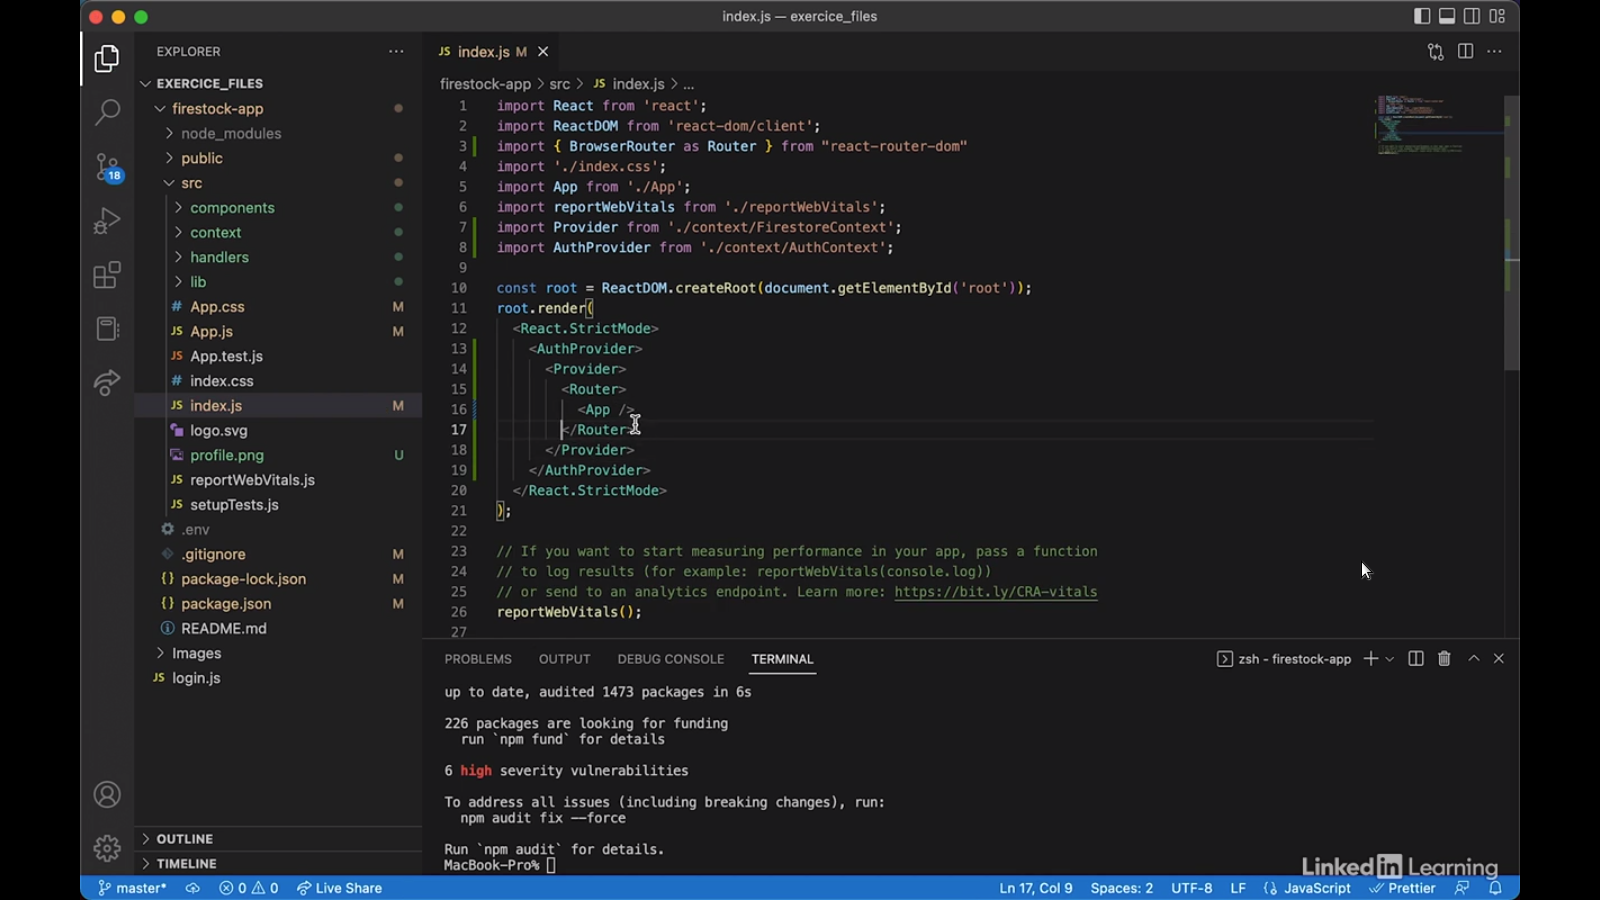 index.js — exercice_files
EXPLORER
EXERCICE_FILES
firestock-app
node_modules
public
src
components
context
handlers
lib
# App.css M
JS App.js M
JS App.test.js
# index.css
JS index.js M
logo.svg
profile.png U
JS reportWebVitals.js
JS setupTests.js
.env
.gitignore M
{} package-lock.json M
{} package.json M
README.md
Images
JS login.js
OUTLINE
TIMELINE
18
JS index.js M
firestock-app > src > JS index.js > ...
1 import React from 'react';
2 import ReactDOM from 'react-dom/client';
3 import { BrowserRouter as Router } from "react-router-dom"
4 import './index.css';
5 import App from './App';
6 import reportWebVitals from './reportWebVitals';
7 import Provider from './context/FirestoreContext';
8 import AuthProvider from './context/AuthContext';
9
10 const root = ReactDOM.createRoot(document.getElementById('root'));
11 root.render(
12 <React.StrictMode>
13 <AuthProvider>
14 <Provider>
15 <Router>
16 <App />
17 </Router>
18 </Provider>
19 </AuthProvider>
20 </React.StrictMode>
21 );
22
23 // If you want to start measuring performance in your app, pass a function
24 // to log results (for example: reportWebVitals(console.log))
25 // or send to an analytics endpoint. Learn more: https://bit.ly/CRA-vitals
26 reportWebVitals();
27
PROBLEMS OUTPUT DEBUG CONSOLE TERMINAL
zsh - firestock-app
up to date, audited 1473 packages in 6s
226 packages are looking for funding
run `npm fund` for details
6 high severity vulnerabilities
To address all issues (including breaking changes), run:
npm audit fix --force
Run `npm audit` for details.
MacBook-Pro%
LinkedIn Learning
master* 0 0 Live Share
Ln 17, Col 9 Spaces: 2 UTF-8 LF {} JavaScript Prettier